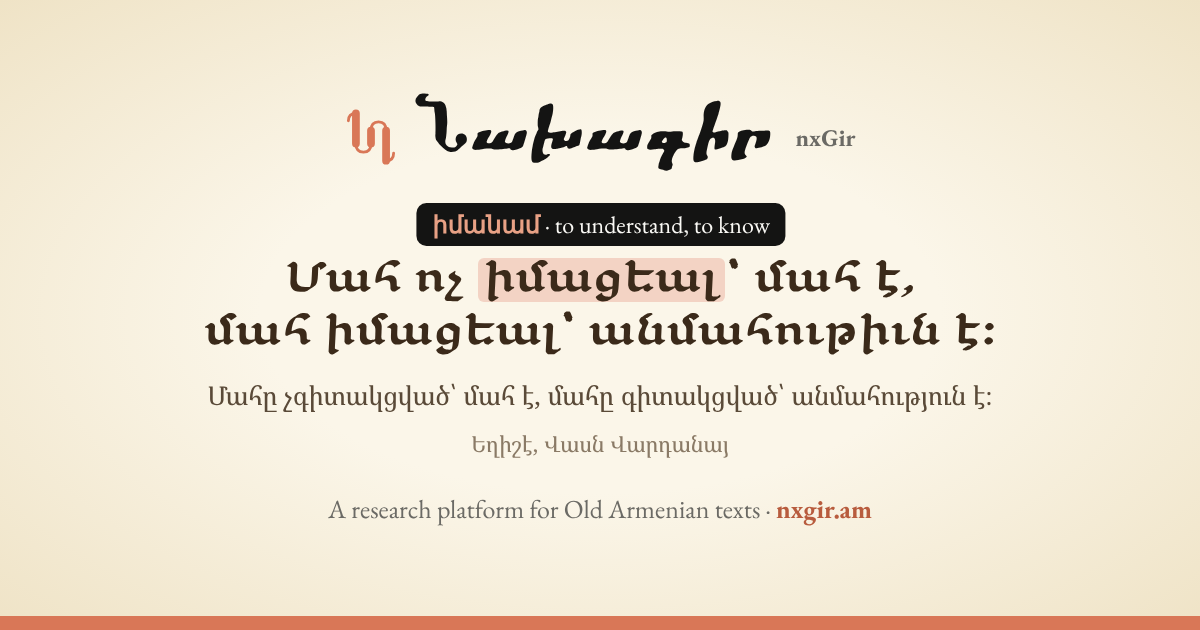 Նախագիր nxGir
իմանամ · to understand, to know
Մահ ոչ իմացեալ՝ մահ է,
մահ իմացեալ՝ անմահութիւն է:
Մահը չգիտակցված՝ մահ է, մահը գիտակցված՝ անմահություն է:
Եղիշէ, Վասն Վարդանայ
A research platform for Old Armenian texts · nxgir.am